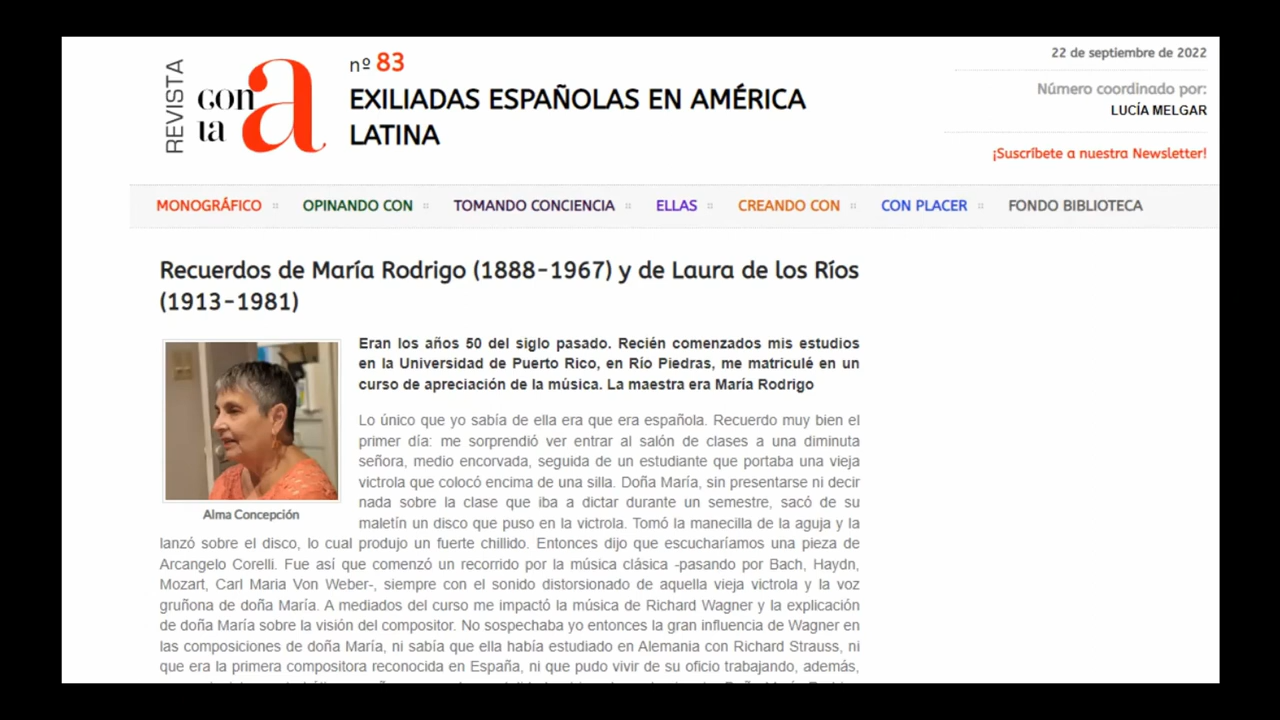 REVISTA
con
la
a
nº 83
EXILIADAS ESPAÑOLAS EN AMÉRICA
LATINA
22 de septiembre de 2022
Número coordinado por:
LUCÍA MELGAR
¡Suscríbete a nuestra Newsletter!
MONOGRÁFICO OPINANDO CON TOMANDO CONCIENCIA ELLAS CREANDO CON CON PLACER FONDO BIBLIOTECA
Recuerdos de María Rodrigo (1888-1967) y de Laura de los Ríos
(1913-1981)
Eran los años 50 del siglo pasado. Recién comenzados mis estudios
en la Universidad de Puerto Rico, en Río Piedras, me matriculé en un
curso de apreciación de la música. La maestra era María Rodrigo
Lo único que yo sabía de ella era que era española. Recuerdo muy bien el
primer día: me sorprendió ver entrar al salón de clases a una diminuta
señora, medio encorvada, seguida de un estudiante que portaba una vieja
victrola que colocó encima de una silla. Doña María, sin presentarse ni decir
nada sobre la clase que iba a dictar durante un semestre, sacó de su
maletín un disco que puso en la victrola. Tomó la manecilla de la aguja y la
Alma Concepción
lanzó sobre el disco, lo cual produjo un fuerte chillido. Entonces dijo que escucharíamos una pieza de
Arcangelo Corelli. Fue así que comenzó un recorrido por la música clásica -pasando por Bach, Haydn,
Mozart, Carl Maria Von Weber-, siempre con el sonido distorsionado de aquella vieja victrola y la voz
gruñona de doña María. A mediados del curso me impactó la música de Richard Wagner y la explicación
de doña María sobre la visión del compositor. No sospechaba yo entonces la gran influencia de Wagner en
las composiciones de doña María, ni sabía que ella había estudiado en Alemania con Richard Strauss, ni
que era la primera compositora reconocida en España, ni que pudo vivir de su oficio trabajando, además,